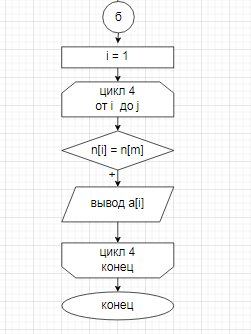 б
i = 1
цикл 4
от i до j
n[i] = n[m]
+
вывод a[i]
цикл 4
конец
конец